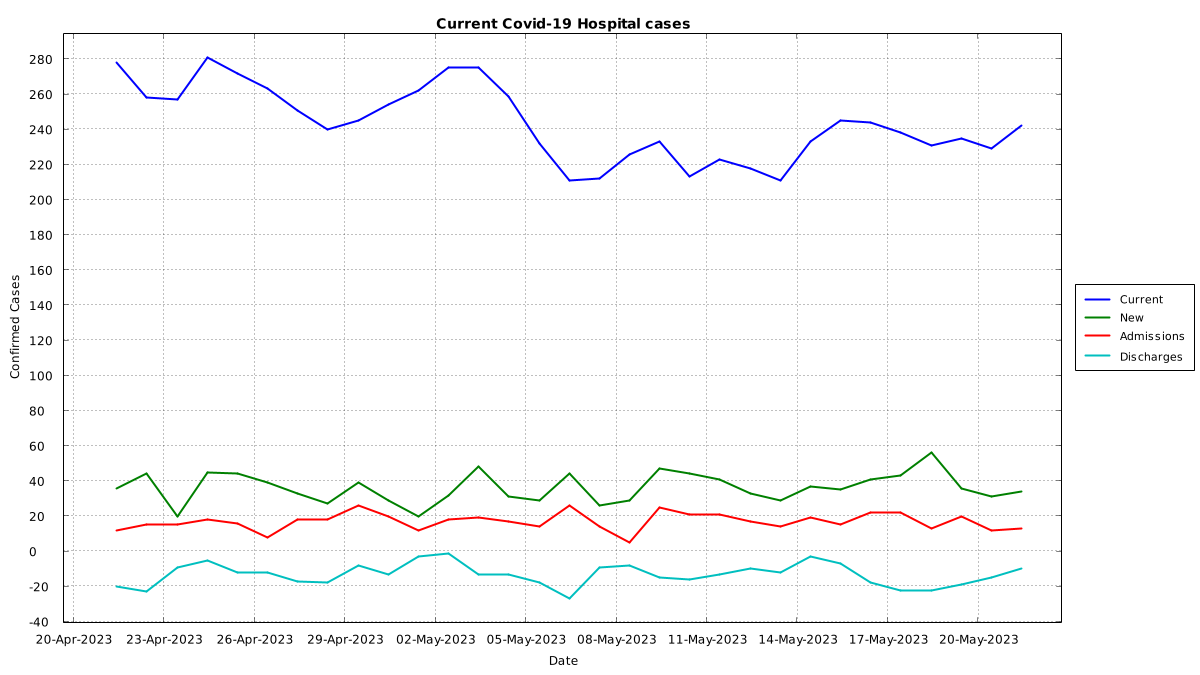 Current Covid-19 Hospital cases
280
260
240
220
200
180
160
140
120
100
80
60
40
20
0
-20
-40
Confirmed Cases
20-Apr-2023 23-Apr-2023 26-Apr-2023 29-Apr-2023 02-May-2023 05-May-2023 08-May-2023 11-May-2023 14-May-2023 17-May-2023 20-May-2023
Date
Current
New
Admissions
Discharges